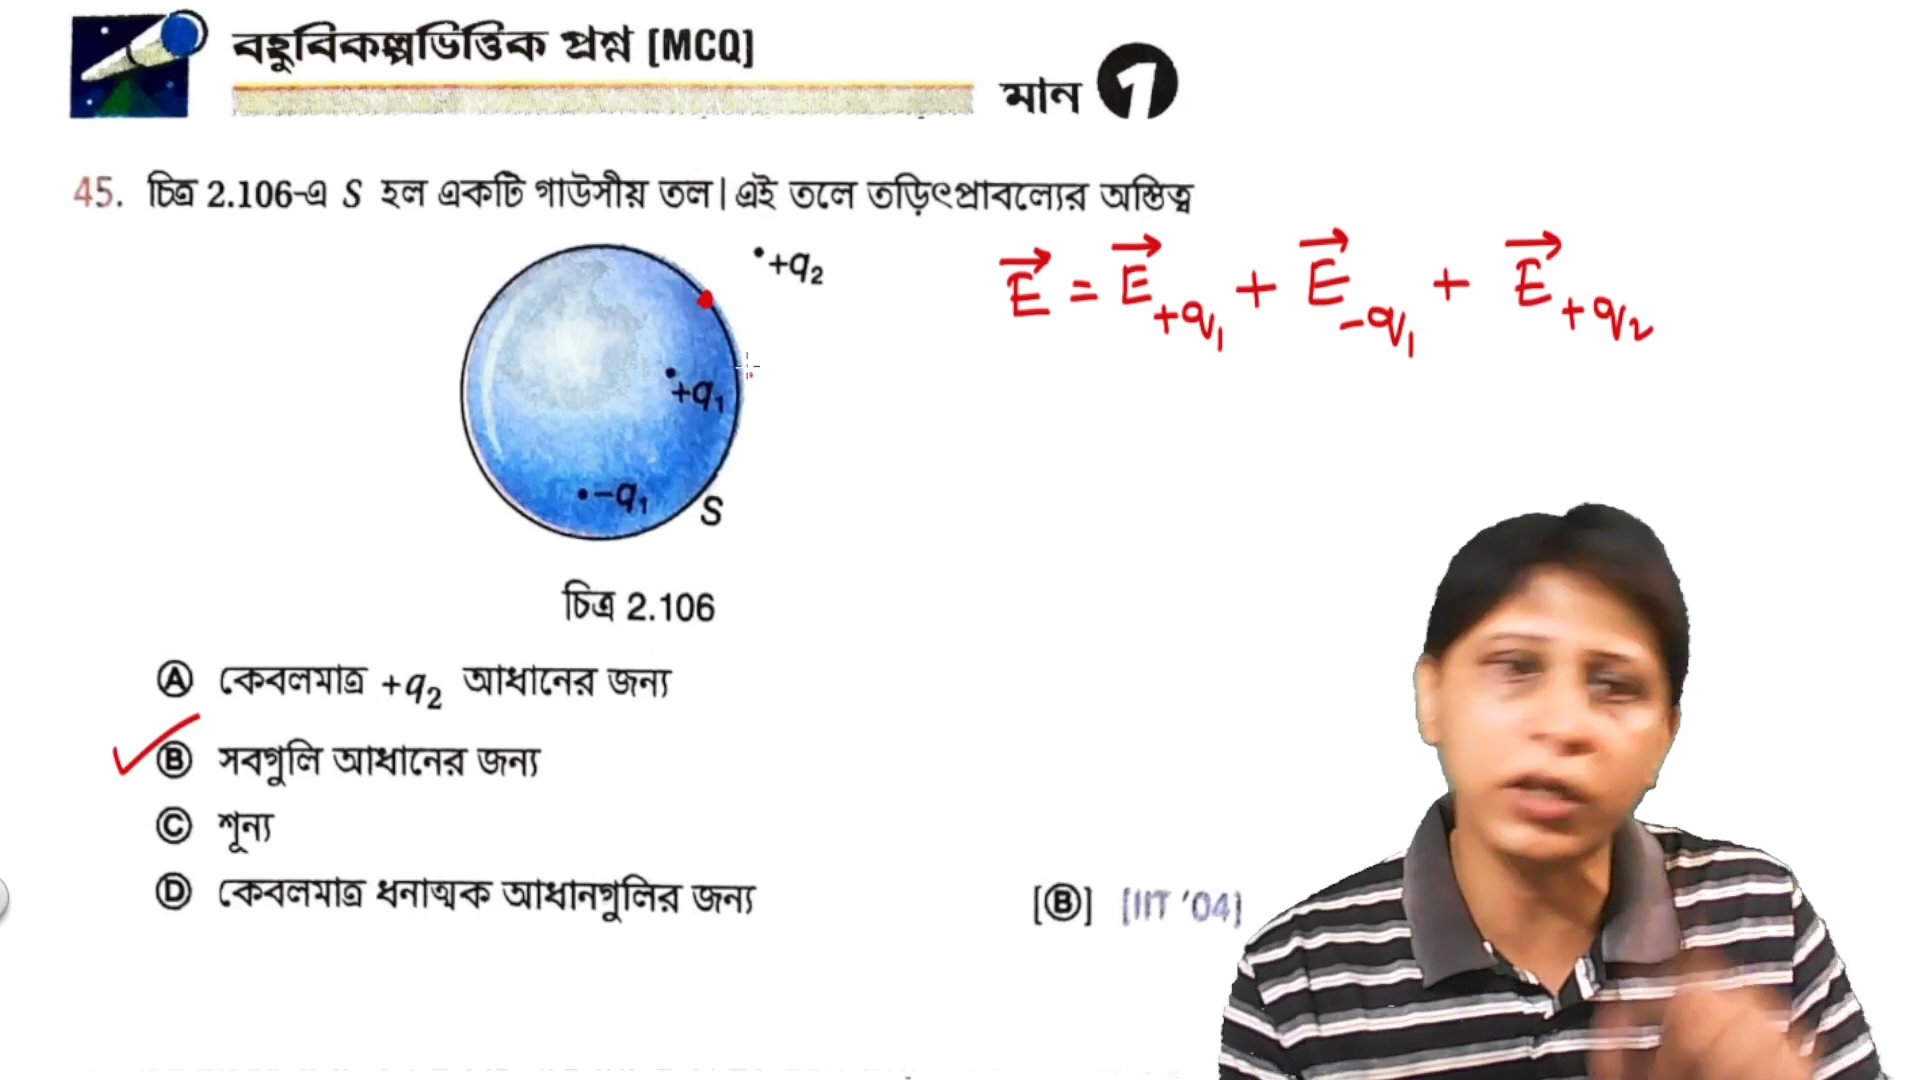 বহুবিকল্পভিত্তিক প্রশ্ন [MCQ]
মান 1
45. চিত্র 2.106-এ S হল একটি গাউসীয় তল। এই তলে তড়িৎপ্রাবল্যের অস্তিত্ব
•+q₂
E⃗ = E⃗₊q₁ + E⃗₋q₁ + E⃗₊q₂
•+q₁
•−q₁
S
চিত্র 2.106
Ⓐ কেবলমাত্র +q₂ আধানের জন্য
Ⓑ সবগুলি আধানের জন্য
Ⓒ শূন্য
Ⓓ কেবলমাত্র ধনাত্মক আধানগুলির জন্য
[Ⓑ] [IIT '04]